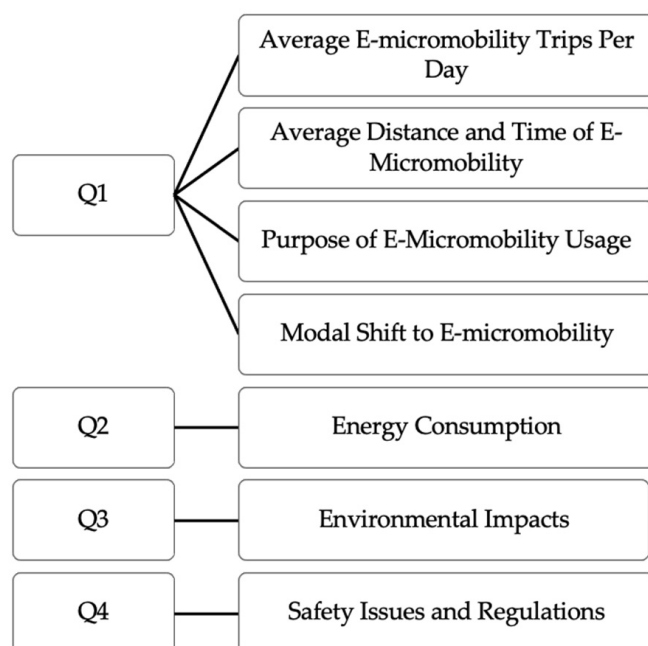 Average E-micromobility Trips Per
Day
Average Distance and Time of E-
Micromobility
Q1
Purpose of E-Micromobility Usage
Modal Shift to E-micromobility
Q2
Energy Consumption
Q3
Environmental Impacts
Q4
Safety Issues and Regulations